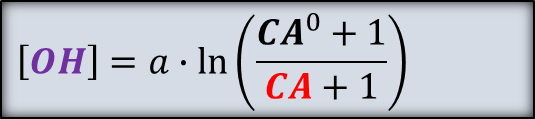 [OH] = a · ln((CA⁰ + 1)/(CA + 1))